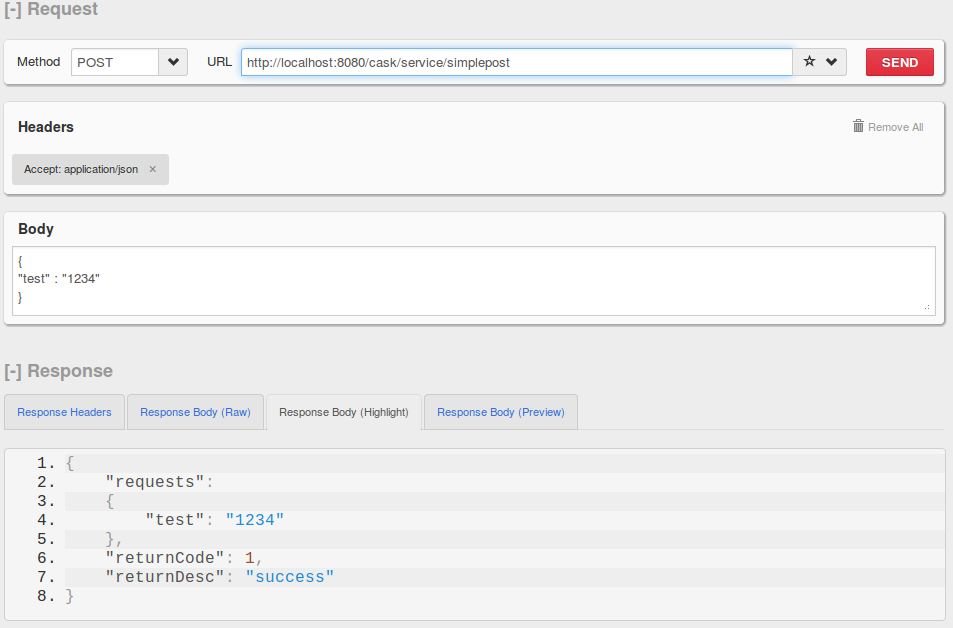 [-] Request
Method POST URL http://localhost:8080/cask/service/simplepost SEND
Headers Remove All
Accept: application/json ×
Body
{
"test" : "1234"
}
[-] Response
Response Headers Response Body (Raw) Response Body (Highlight) Response Body (Preview)
1. {
2. "requests":
3. {
4. "test": "1234"
5. },
6. "returnCode": 1,
7. "returnDesc": "success"
8. }